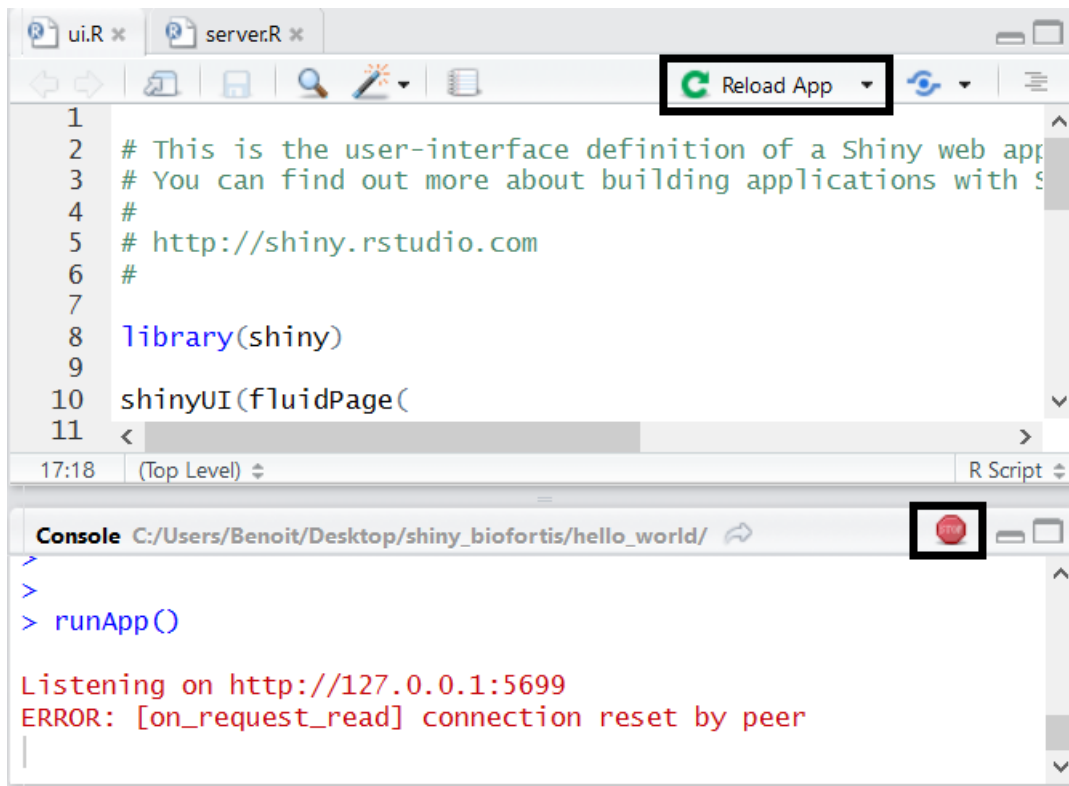 ui.R server.R
Reload App
1
2 # This is the user-interface definition of a Shiny web app
3 # You can find out more about building applications with S
4 #
5 # http://shiny.rstudio.com
6 #
7
8 library(shiny)
9
10 shinyUI(fluidPage(
11
17:18 (Top Level) R Script
Console C:/Users/Benoit/Desktop/shiny_biofortis/hello_world/ STOP
>
>
> runApp()
Listening on http://127.0.0.1:5699
ERROR: [on_request_read] connection reset by peer